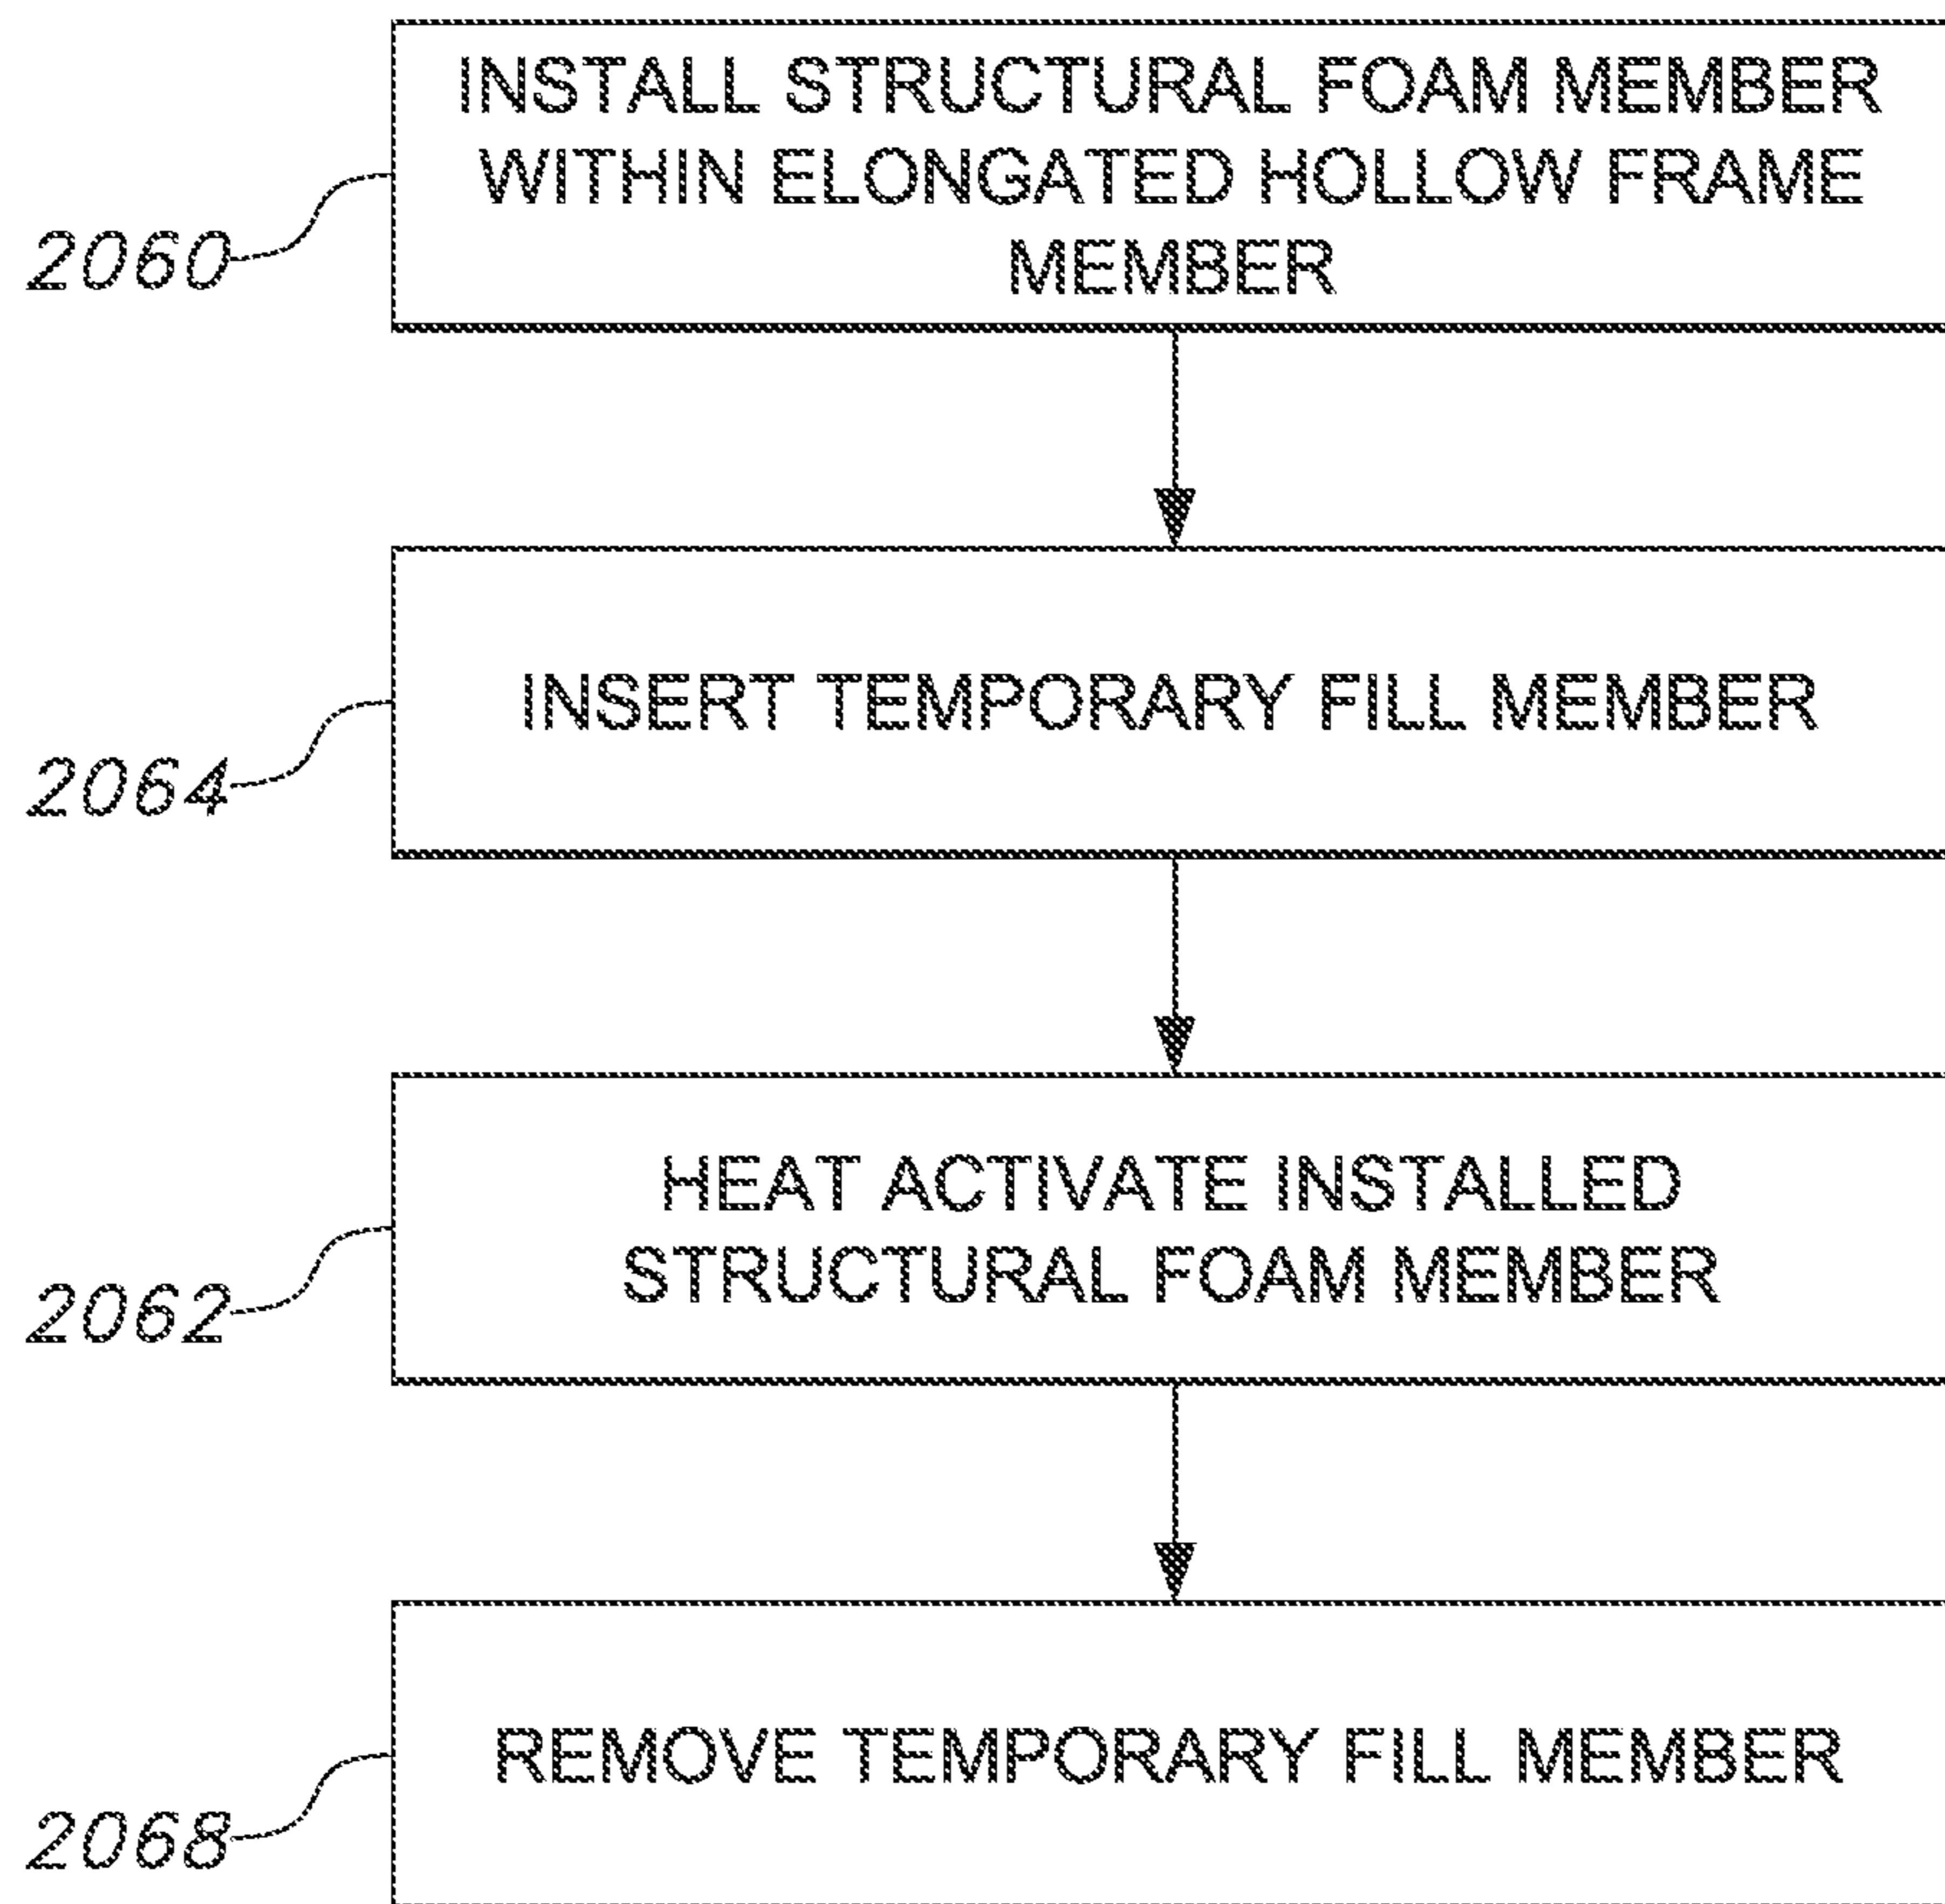 INSTALL STRUCTURAL FOAM MEMBER
WITHIN ELONGATED HOLLOW FRAME
MEMBER
2060
INSERT TEMPORARY FILL MEMBER
2064
HEAT ACTIVATE INSTALLED
STRUCTURAL FOAM MEMBER
2062
REMOVE TEMPORARY FILL MEMBER
2068